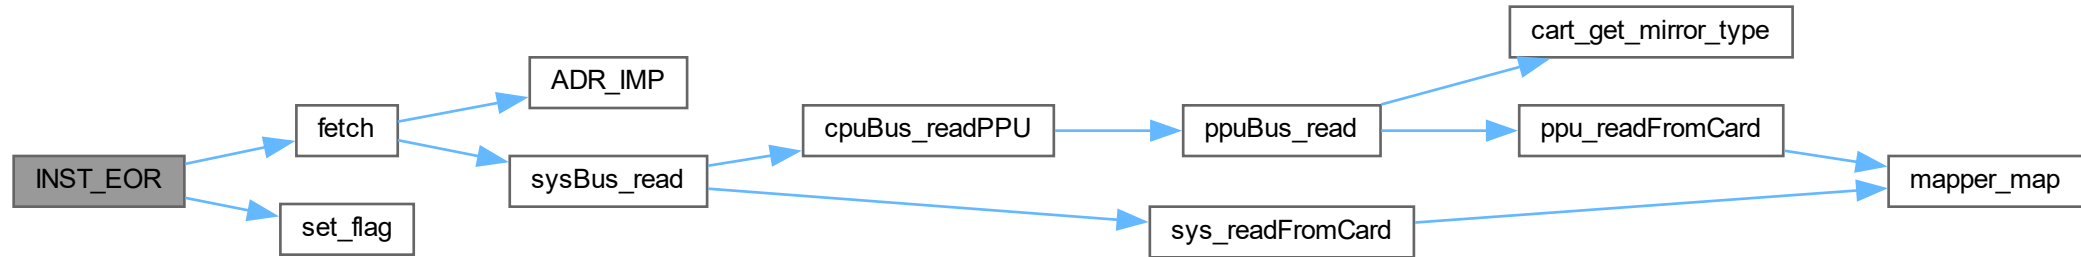 INST_EOR
fetch
set_flag
ADR_IMP
sysBus_read
cpuBus_readPPU
sys_readFromCard
ppuBus_read
cart_get_mirror_type
ppu_readFromCard
mapper_map